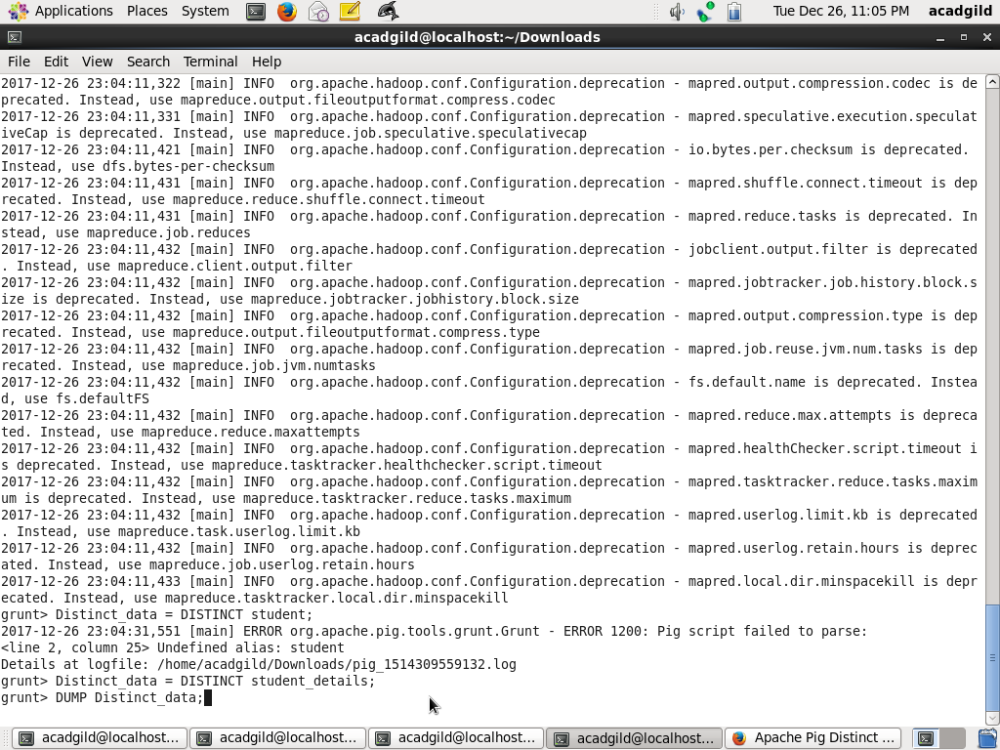 Applications Places System Tue Dec 26, 11:05 PM acadgild
acadgild@localhost:~/Downloads
File Edit View Search Terminal Help
2017-12-26 23:04:11,322 [main] INFO  org.apache.hadoop.conf.Configuration.deprecation - mapred.output.compression.codec is de
precated. Instead, use mapreduce.output.fileoutputformat.compress.codec
2017-12-26 23:04:11,331 [main] INFO  org.apache.hadoop.conf.Configuration.deprecation - mapred.speculative.execution.speculat
iveCap is deprecated. Instead, use mapreduce.job.speculative.speculativecap
2017-12-26 23:04:11,421 [main] INFO  org.apache.hadoop.conf.Configuration.deprecation - io.bytes.per.checksum is deprecated.
Instead, use dfs.bytes-per-checksum
2017-12-26 23:04:11,431 [main] INFO  org.apache.hadoop.conf.Configuration.deprecation - mapred.shuffle.connect.timeout is dep
recated. Instead, use mapreduce.reduce.shuffle.connect.timeout
2017-12-26 23:04:11,431 [main] INFO  org.apache.hadoop.conf.Configuration.deprecation - mapred.reduce.tasks is deprecated. In
stead, use mapreduce.job.reduces
2017-12-26 23:04:11,432 [main] INFO  org.apache.hadoop.conf.Configuration.deprecation - jobclient.output.filter is deprecated
. Instead, use mapreduce.client.output.filter
2017-12-26 23:04:11,432 [main] INFO  org.apache.hadoop.conf.Configuration.deprecation - mapred.jobtracker.job.history.block.s
ize is deprecated. Instead, use mapreduce.jobtracker.jobhistory.block.size
2017-12-26 23:04:11,432 [main] INFO  org.apache.hadoop.conf.Configuration.deprecation - mapred.output.compression.type is dep
recated. Instead, use mapreduce.output.fileoutputformat.compress.type
2017-12-26 23:04:11,432 [main] INFO  org.apache.hadoop.conf.Configuration.deprecation - mapred.job.reuse.jvm.num.tasks is dep
recated. Instead, use mapreduce.job.jvm.numtasks
2017-12-26 23:04:11,432 [main] INFO  org.apache.hadoop.conf.Configuration.deprecation - fs.default.name is deprecated. Instea
d, use fs.defaultFS
2017-12-26 23:04:11,432 [main] INFO  org.apache.hadoop.conf.Configuration.deprecation - mapred.reduce.max.attempts is depreca
ted. Instead, use mapreduce.reduce.maxattempts
2017-12-26 23:04:11,432 [main] INFO  org.apache.hadoop.conf.Configuration.deprecation - mapred.healthChecker.script.timeout i
s deprecated. Instead, use mapreduce.tasktracker.healthchecker.script.timeout
2017-12-26 23:04:11,432 [main] INFO  org.apache.hadoop.conf.Configuration.deprecation - mapred.tasktracker.reduce.tasks.maxim
um is deprecated. Instead, use mapreduce.tasktracker.reduce.tasks.maximum
2017-12-26 23:04:11,432 [main] INFO  org.apache.hadoop.conf.Configuration.deprecation - mapred.userlog.limit.kb is deprecated
. Instead, use mapreduce.task.userlog.limit.kb
2017-12-26 23:04:11,432 [main] INFO  org.apache.hadoop.conf.Configuration.deprecation - mapred.userlog.retain.hours is deprec
ated. Instead, use mapreduce.job.userlog.retain.hours
2017-12-26 23:04:11,433 [main] INFO  org.apache.hadoop.conf.Configuration.deprecation - mapred.local.dir.minspacekill is depr
ecated. Instead, use mapreduce.tasktracker.local.dir.minspacekill
grunt> Distinct_data = DISTINCT student;
2017-12-26 23:04:31,551 [main] ERROR org.apache.pig.tools.grunt.Grunt - ERROR 1200: Pig script failed to parse:
<line 2, column 25> Undefined alias: student
Details at logfile: /home/acadgild/Downloads/pig_1514309559132.log
grunt> Distinct_data = DISTINCT student_details;
grunt> DUMP Distinct_data;
acadgild@localhost... acadgild@localhost... acadgild@localhost... acadgild@localhost... Apache Pig Distinct ...